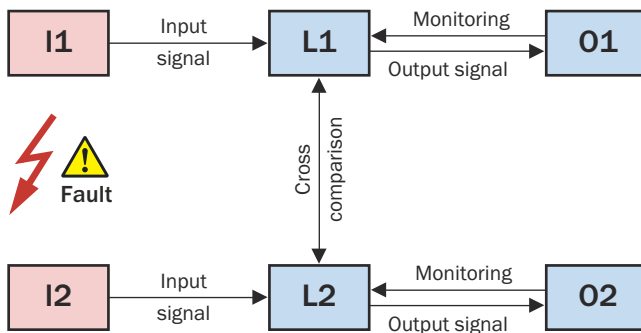 I1
Input
signal
L1
Monitoring
Output signal
O1
!
Fault
Cross
comparison
I2
Input
signal
L2
Monitoring
Output signal
O2